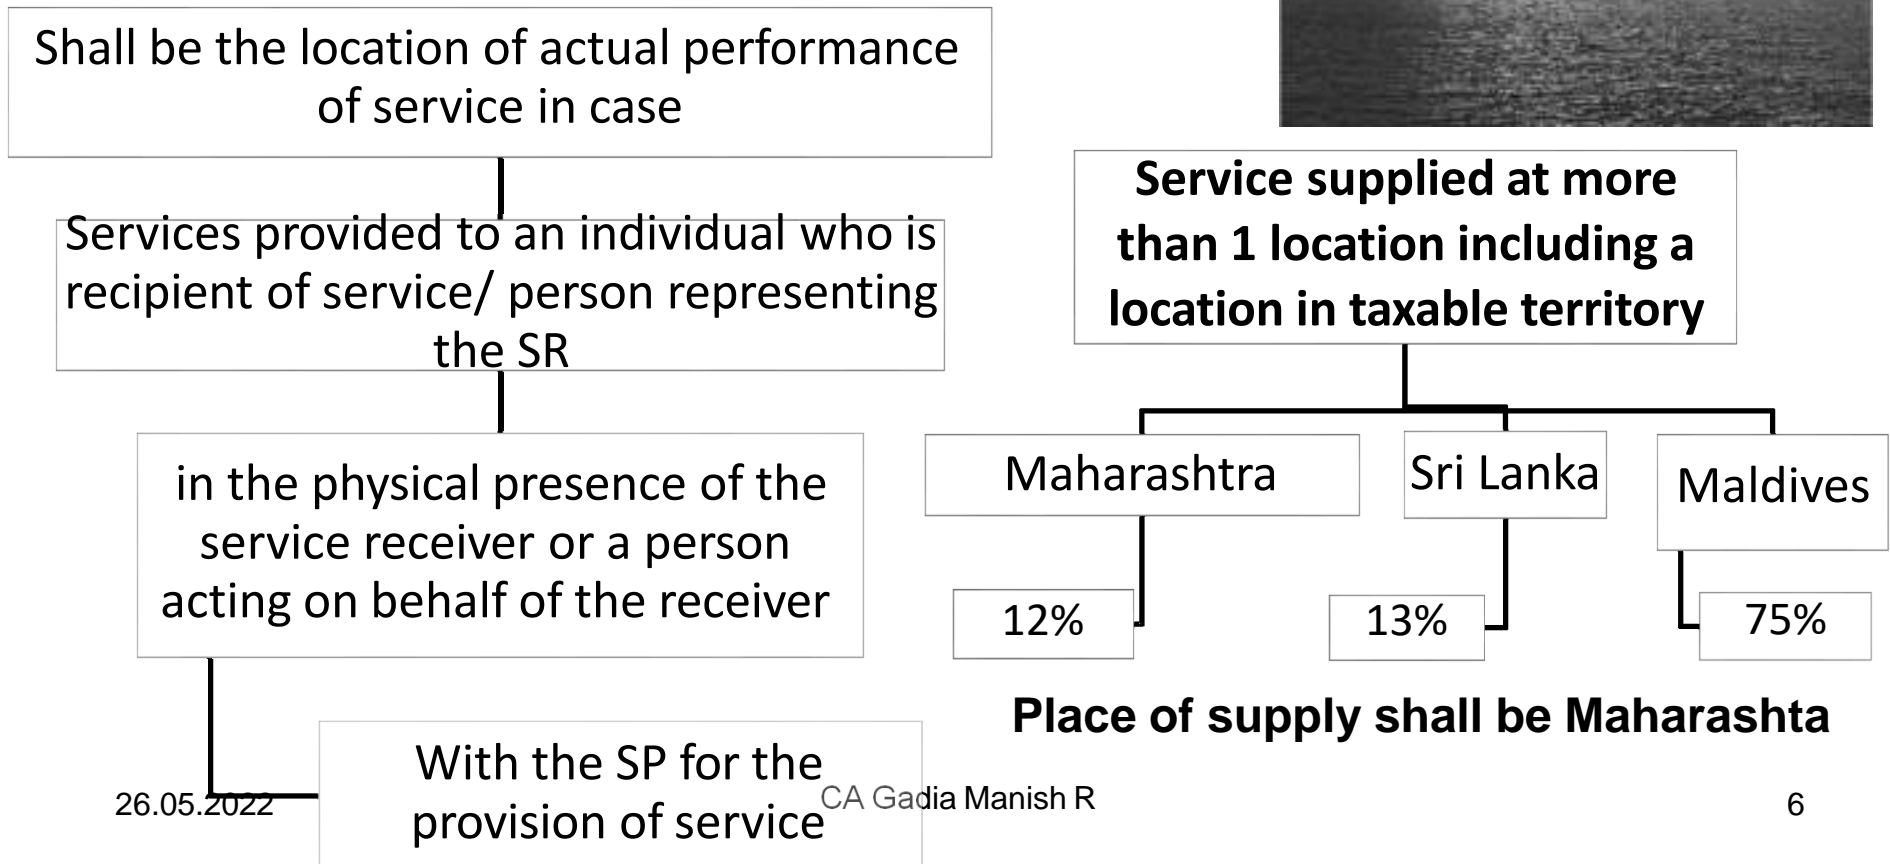 Shall be the location of actual performance
of service in case
Services provided to an individual who is
recipient of service/ person representing
the SR
in the physical presence of the
service receiver or a person
acting on behalf of the receiver
With the SP for the
provision of service
Service supplied at more
than 1 location including a
location in taxable territory
Maharashtra
Sri Lanka
Maldives
12%
13%
75%
Place of supply shall be Maharashta
26.05.2022
CA Gadia Manish R
6